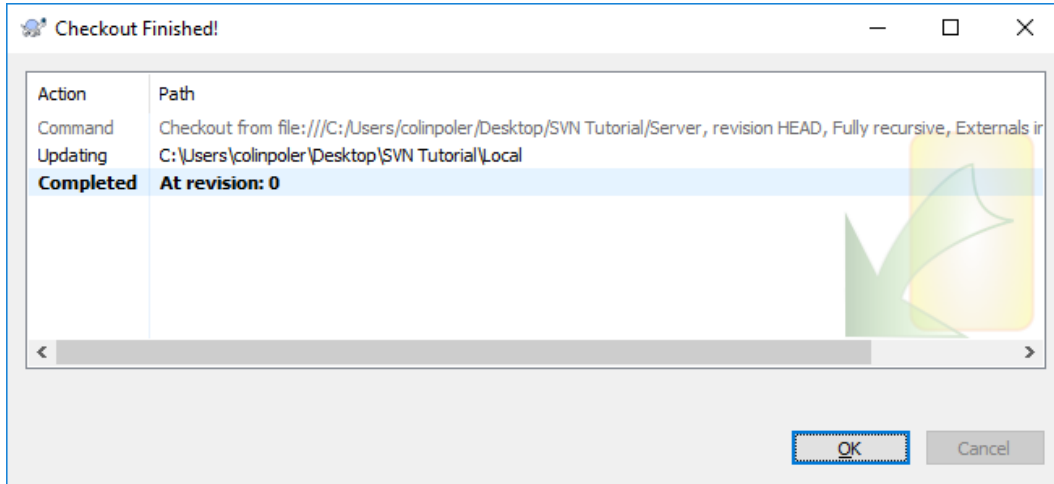 Checkout Finished!
Action Path
Command Checkout from file:///C:/Users/colinpoler/Desktop/SVN Tutorial/Server, revision HEAD, Fully recursive, Externals
Updating C:\Users\colinpoler\Desktop\SVN Tutorial\Local
Completed At revision: 0
OK Cancel